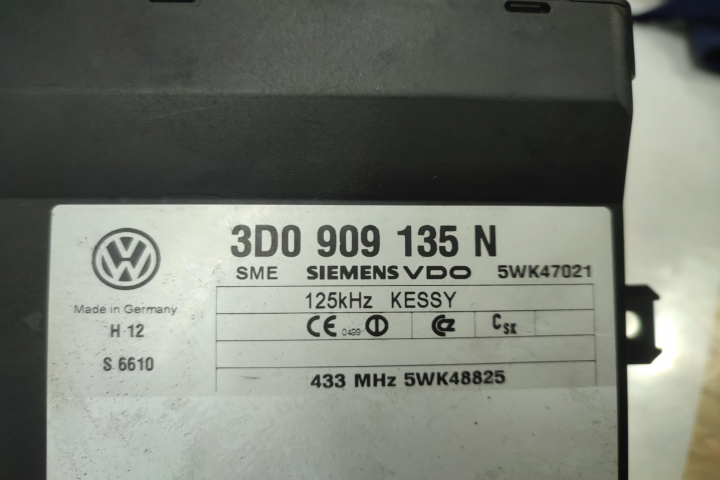 3D0 909 135 N
SME SIEMENS VDO 5WK47021
Made in Germany
H 12
S 6610
125kHz KESSY
CE 0499 CSK
433 MHz 5WK48825